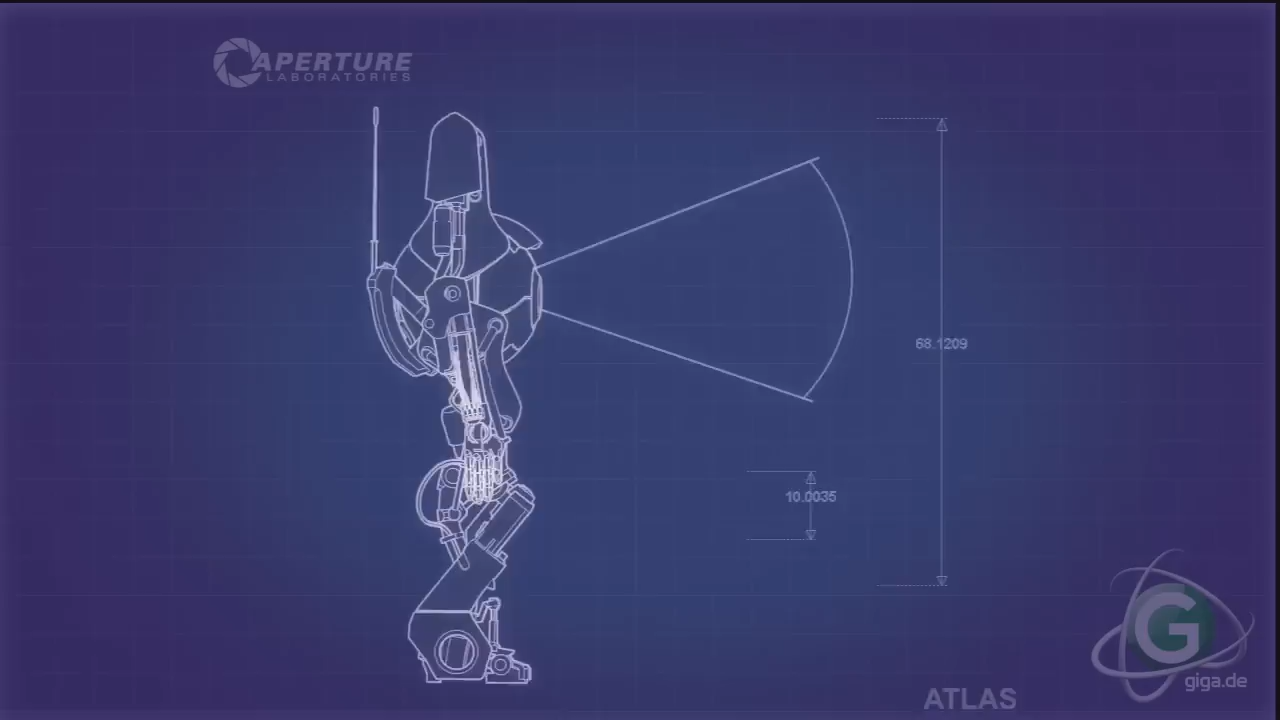 APERTURE
LABORATORIES
68.1209
10.0035
G
giga.de
ATLAS